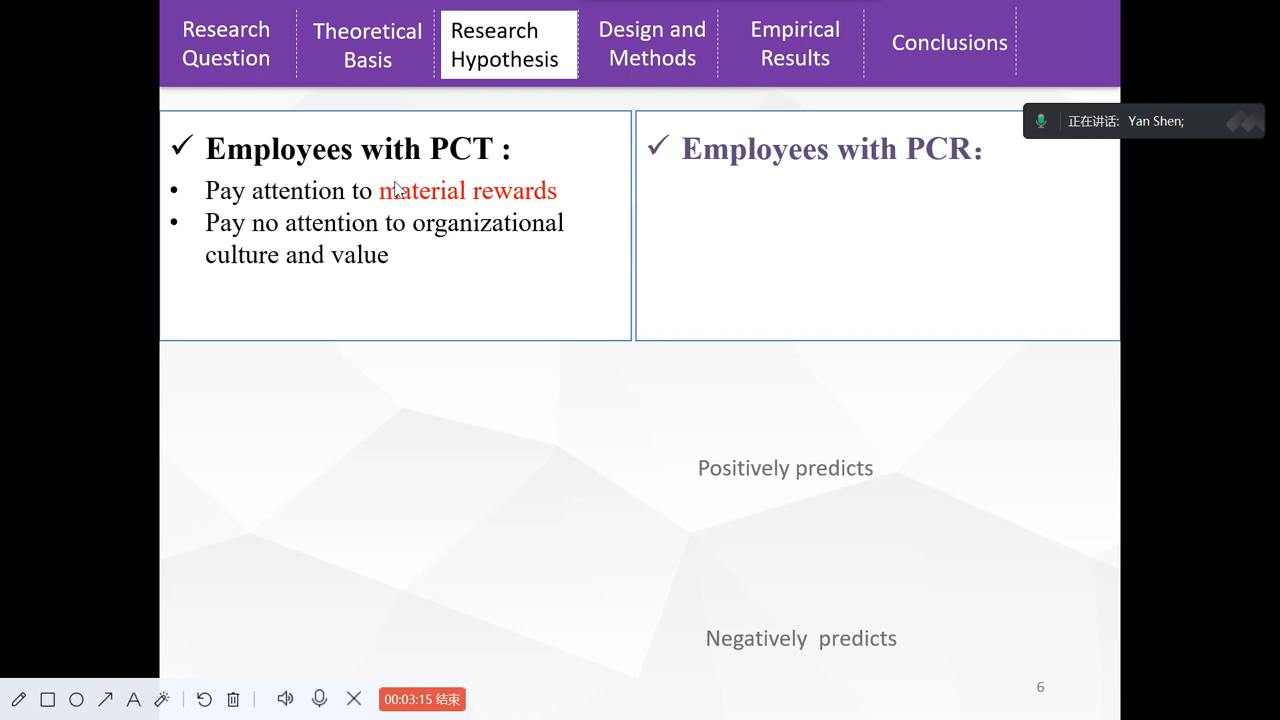 Research Question
Theoretical Basis
Research Hypothesis
Design and Methods
Empirical Results
Conclusions
正在讲话: Yan Shen;
✓ Employees with PCT :
• Pay attention to material rewards
• Pay no attention to organizational
culture and value
✓ Employees with PCR：
Positively predicts
Negatively predicts
6
00:03:15 结束